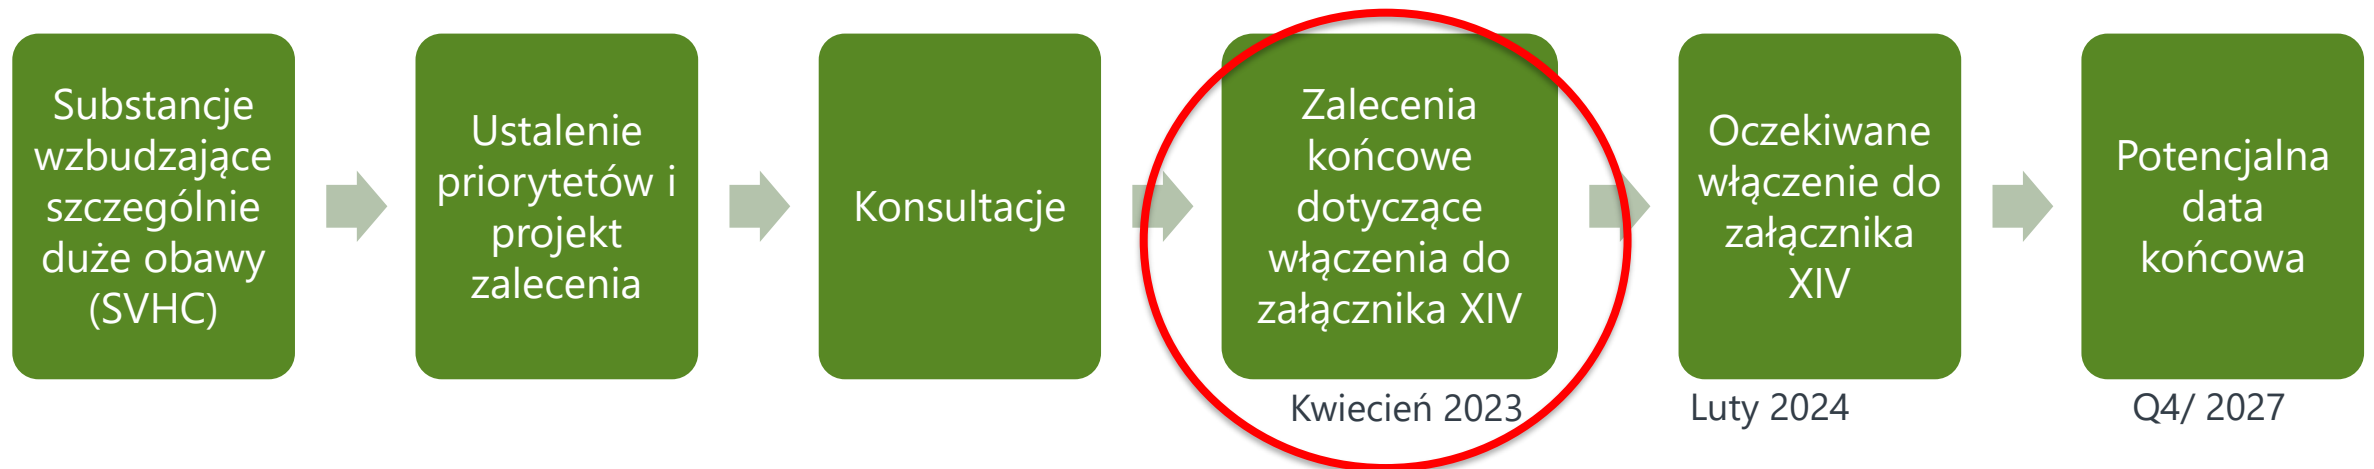 Substancje
wzbudzające
szczególnie
duże obawy
(SVHC)
Ustalenie
priorytetów i
projekt
zalecenia
Konsultacje
Zalecenia
końcowe
dotyczące
włączenia do
załącznika XIV
Kwiecień 2023
Oczekiwane
włączenie do
załącznika
XIV
Luty 2024
Potencjalna
data
końcowa
Q4/ 2027